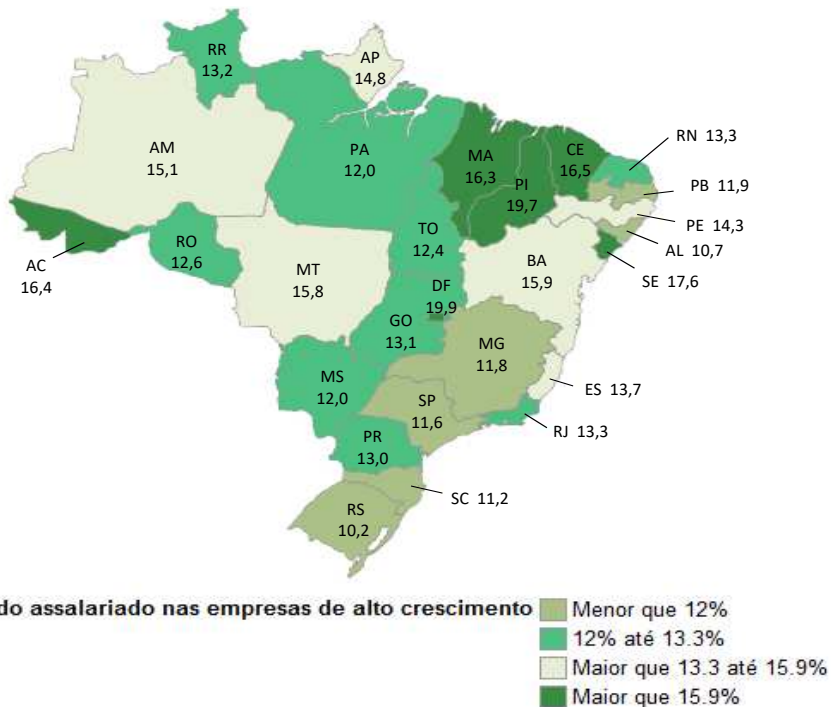 RR
13,2
AP
14,8
AM
15,1
PA
12,0
MA
16,3
CE
16,5
PI
19,7
RN 13,3
PB 11,9
PE 14,3
AL 10,7
SE 17,6
AC
16,4
RO
12,6
TO
12,4
MT
15,8
BA
15,9
DF
19,9
GO
13,1
MG
11,8
ES 13,7
MS
12,0
SP
11,6
RJ 13,3
PR
13,0
SC 11,2
RS
10,2
do assalariado nas empresas de alto crescimento
Menor que 12%
12% até 13.3%
Maior que 13.3 até 15.9%
Maior que 15.9%